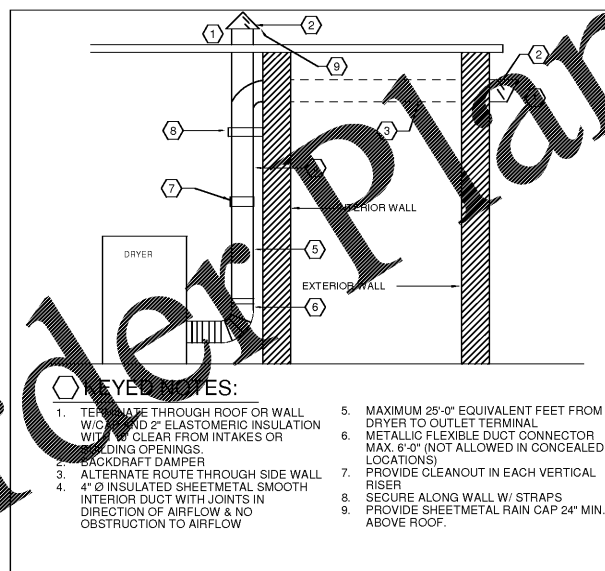 1
2
9
2
3
8
7
INTERIOR WALL
DRYER
5
EXTERIOR WALL
6
KEYED NOTES:
1. TERMINATE THROUGH ROOF OR WALL
W/CAP AND 2" ELASTOMERIC INSULATION
WITH 10' CLEAR FROM INTAKES OR
BUILDING OPENINGS.
2. BACKDRAFT DAMPER
3. ALTERNATE ROUTE THROUGH SIDE WALL
4. 4" Ø INSULATED SHEETMETAL SMOOTH
INTERIOR DUCT WITH JOINTS IN
DIRECTION OF AIRFLOW & NO
OBSTRUCTION TO AIRFLOW
5. MAXIMUM 25'-0" EQUIVALENT FEET FROM
DRYER TO OUTLET TERMINAL
6. METALLIC FLEXIBLE DUCT CONNECTOR
MAX. 6'-0" (NOT ALLOWED IN CONCEALED
LOCATIONS)
7. PROVIDE CLEANOUT IN EACH VERTICAL
RISER
8. SECURE ALONG WALL W/ STRAPS
9. PROVIDE SHEETMETAL RAIN CAP 24" MIN.
ABOVE ROOF.